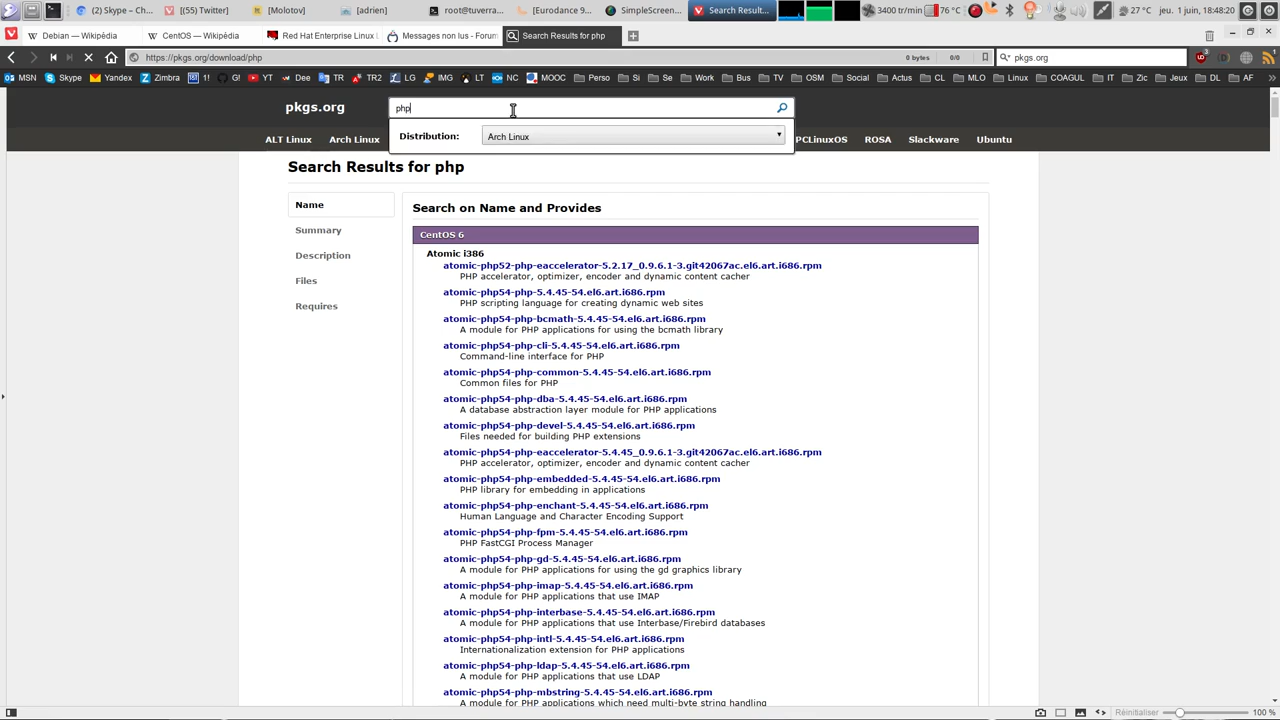 (2) Skype - C...
[(55) Twitter]
[Molotov]
[adrien]
root@tuverra...
[Eurodance 9...
SimpleScreen...
Search Result...
3400 tr/min
76 °C
27 °C
jeu. 1 juin, 18:48:20
Debian — Wikipédia
CentOS — Wikipédia
Red Hat Enterprise Linux
Messages non lus - Forum
Search Results for php
https://pkgs.org/download/php
0 bytes
0/0
pkgs.org
MSN Skype Yandex Zimbra G! YT Dee TR TR2 LG IMG LT NC MOOC Perso Si Se Work Bus TV OSM Social Actus CL MLO Linux COAGUL IT Zic Jeux DL AF »
pkgs.org
php
Distribution:
Arch Linux
ALT Linux
Arch Linux
PCLinuxOS
ROSA
Slackware
Ubuntu
Search Results for php
Name
Summary
Description
Files
Requires
Search on Name and Provides
CentOS 6
Atomic i386
atomic-php52-php-eaccelerator-5.2.17_0.9.6.1-3.git42067ac.el6.art.i686.rpm
PHP accelerator, optimizer, encoder and dynamic content cacher
atomic-php54-php-5.4.45-54.el6.art.i686.rpm
PHP scripting language for creating dynamic web sites
atomic-php54-php-bcmath-5.4.45-54.el6.art.i686.rpm
A module for PHP applications for using the bcmath library
atomic-php54-php-cli-5.4.45-54.el6.art.i686.rpm
Command-line interface for PHP
atomic-php54-php-common-5.4.45-54.el6.art.i686.rpm
Common files for PHP
atomic-php54-php-dba-5.4.45-54.el6.art.i686.rpm
A database abstraction layer module for PHP applications
atomic-php54-php-devel-5.4.45-54.el6.art.i686.rpm
Files needed for building PHP extensions
atomic-php54-php-eaccelerator-5.4.45_0.9.6.1-3.git42067ac.el6.art.i686.rpm
PHP accelerator, optimizer, encoder and dynamic content cacher
atomic-php54-php-embedded-5.4.45-54.el6.art.i686.rpm
PHP library for embedding in applications
atomic-php54-php-enchant-5.4.45-54.el6.art.i686.rpm
Human Language and Character Encoding Support
atomic-php54-php-fpm-5.4.45-54.el6.art.i686.rpm
PHP FastCGI Process Manager
atomic-php54-php-gd-5.4.45-54.el6.art.i686.rpm
A module for PHP applications for using the gd graphics library
atomic-php54-php-imap-5.4.45-54.el6.art.i686.rpm
A module for PHP applications that use IMAP
atomic-php54-php-interbase-5.4.45-54.el6.art.i686.rpm
A module for PHP applications that use Interbase/Firebird databases
atomic-php54-php-intl-5.4.45-54.el6.art.i686.rpm
Internationalization extension for PHP applications
atomic-php54-php-ldap-5.4.45-54.el6.art.i686.rpm
A module for PHP applications that use LDAP
atomic-php54-php-mbstring-5.4.45-54.el6.art.i686.rpm
A module for PHP applications which need multi-byte string handling
Réinitialiser
100 %